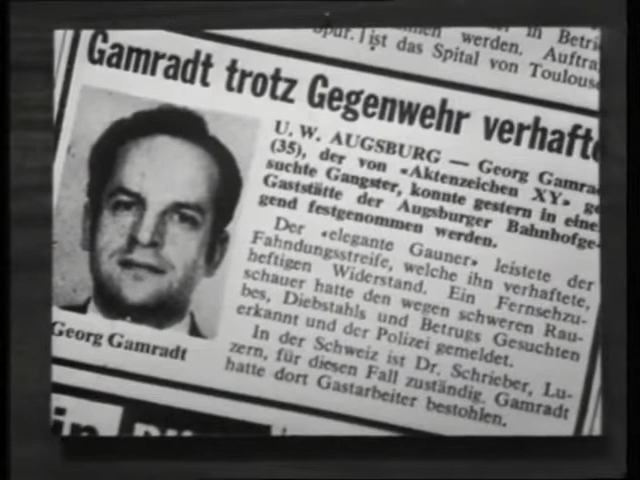 in Betri
werden. Auftra
Spur. Jist das Spital von Toulous
Gamradt trotz Gegenwehr verhafte
U. W. AUGSBURG — Georg Gamra
(35), der von «Aktenzeichen XY» ge
suchte Gangster, konnte gestern in eine
Gaststätte der Augsburger Bahnhofge-
gend festgenommen werden.
Der «elegante Gauner» leistete der
Fahndungsstreife, welche ihn verhaftete,
heftigen Widerstand. Ein Fernsehzu-
schauer hatte den wegen schweren Rau-
bes, Diebstahls und Betrugs Gesuchten
erkannt und der Polizei gemeldet.
In der Schweiz ist Dr. Schrieber, Lu-
zern, für diesen Fall zuständig. Gamradt
hatte dort Gastarbeiter bestohlen.
Georg Gamradt